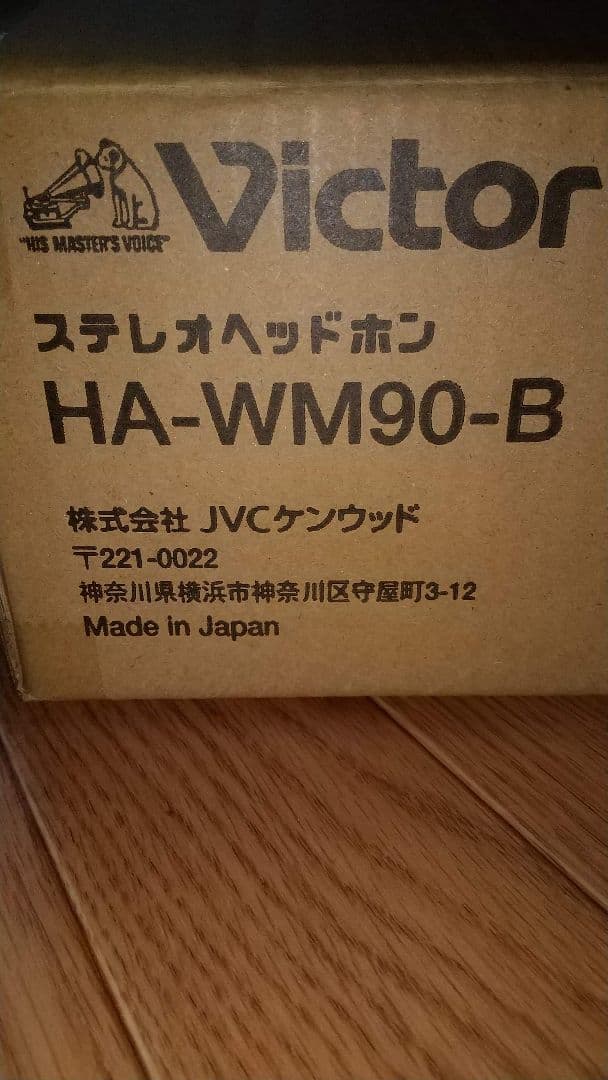 Victor
"HIS MASTER'S VOICE"
ステレオヘッドホン
HA-WM90-B
株式会社 JVCケンウッド
〒221-0022
神奈川県横浜市神奈川区守屋町3-12
Made in Japan